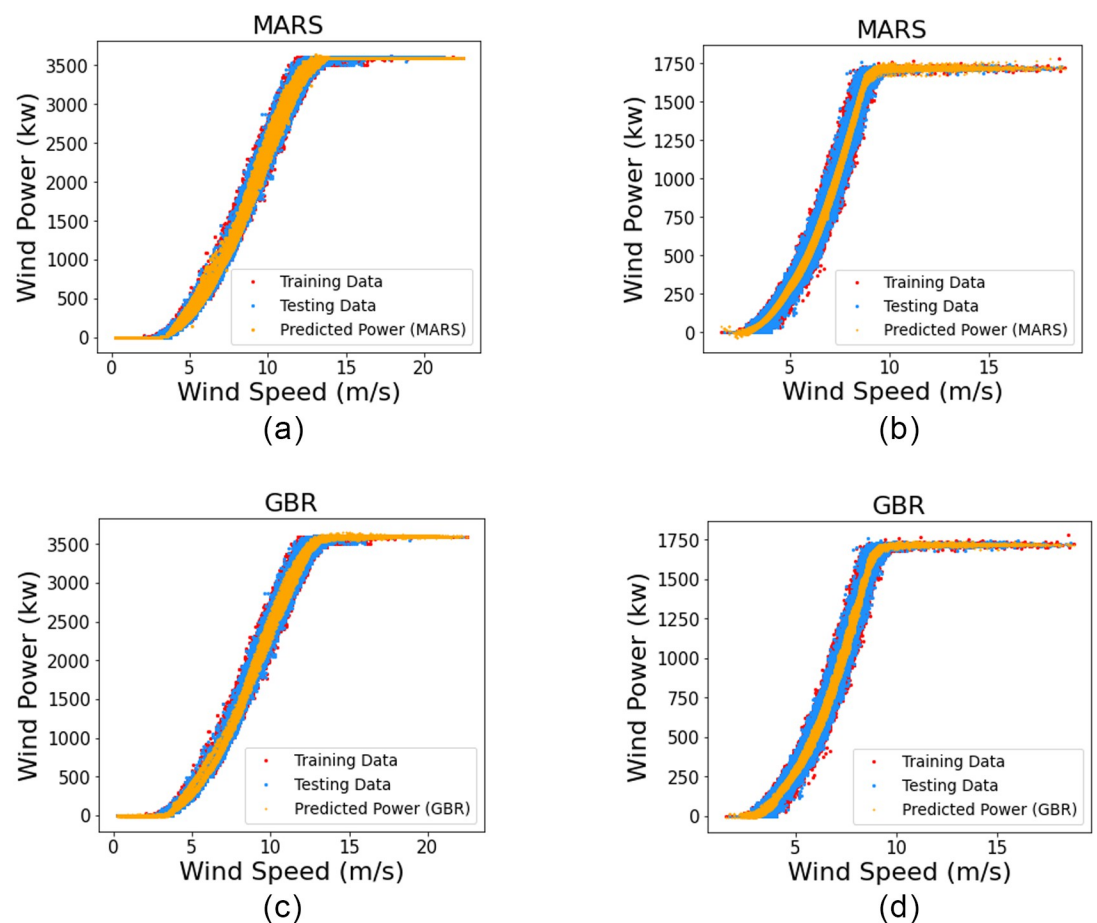 MARS
3500
3000
2500
2000
1500
1000
500
0
Wind Power (kw)
Training Data
Testing Data
Predicted Power (MARS)
0 5 10 15 20
Wind Speed (m/s)
(a)
MARS
1750
1500
1250
1000
750
500
250
0
Wind Power (kw)
Training Data
Testing Data
Predicted Power (MARS)
5 10 15
Wind Speed (m/s)
(b)
GBR
3500
3000
2500
2000
1500
1000
500
0
Wind Power (kw)
Training Data
Testing Data
Predicted Power (GBR)
0 5 10 15 20
Wind Speed (m/s)
(c)
GBR
1750
1500
1250
1000
750
500
250
0
Wind Power (kw)
Training Data
Testing Data
Predicted Power (GBR)
5 10 15
Wind Speed (m/s)
(d)